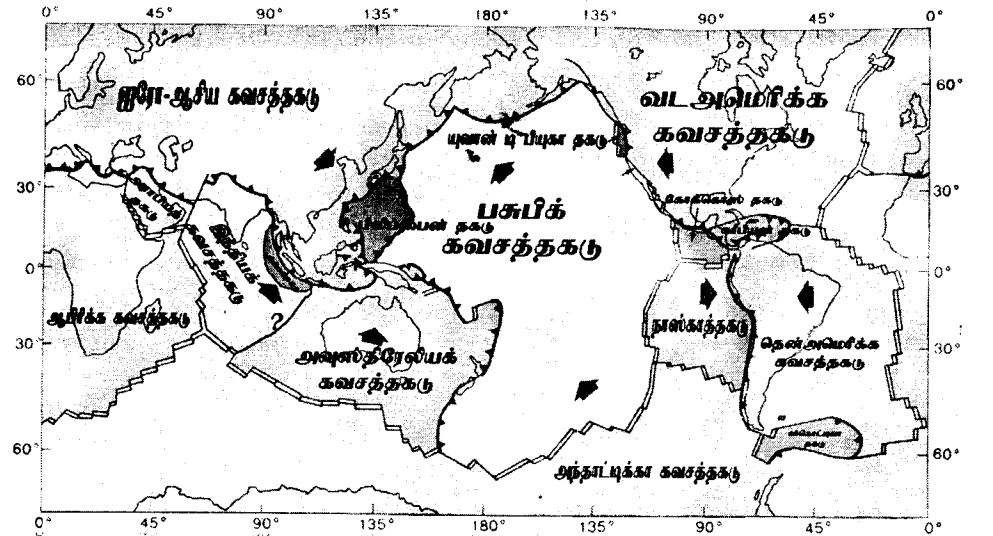 0° 45° 90° 135° 180° 135° 90° 45° 0°
60° 60°
ஐரோ-ஆசிய கவசத்தகடு
வடஅமெரிக்க
கவசத்தகடு
யுவான் டி பியுகா தகடு
30° 30°
தகடு
கோகொஸ் தகடு
பசுபிக்
கவசத்தகடு
தகடு
இந்தியக்
கவசத்தகடு
0° 0°
ஆபிரிக்க கவசத்தகடு
?
நாஸ்காத்தகடு
30° 30°
அவுஸ்திரேலியக்
கவசத்தகடு
தென்அமெரிக்க
கவசத்தகடு
தகடு
60° 60°
அந்தாட்டிக்கா கவசத்தகடு
0° 45° 90° 135° 180° 135° 90° 45° 0°